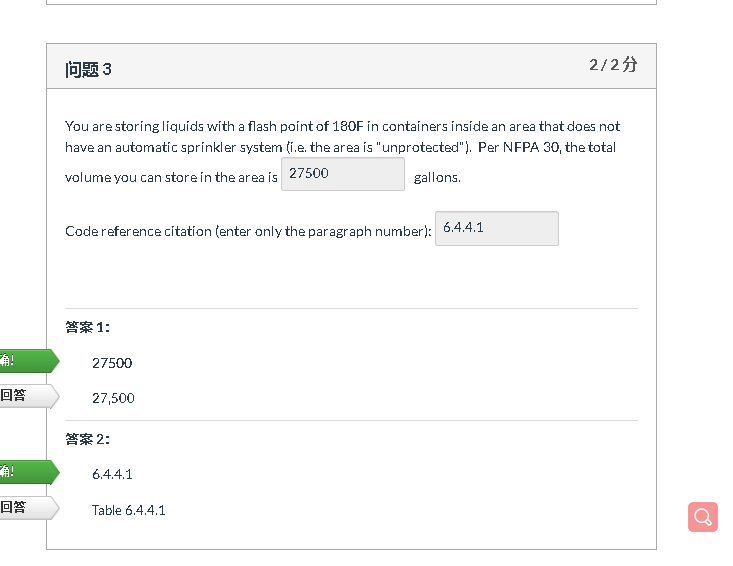 问题 3
2 / 2 分
You are storing liquids with a flash point of 180F in containers inside an area that does not
have an automatic sprinkler system (i.e. the area is "unprotected"). Per NFPA 30, the total
volume you can store in the area is 27500 gallons.
Code reference citation (enter only the paragraph number): 6.4.4.1
答案 1:
确!
27500
回答
27,500
答案 2:
确!
6.4.4.1
回答
Table 6.4.4.1